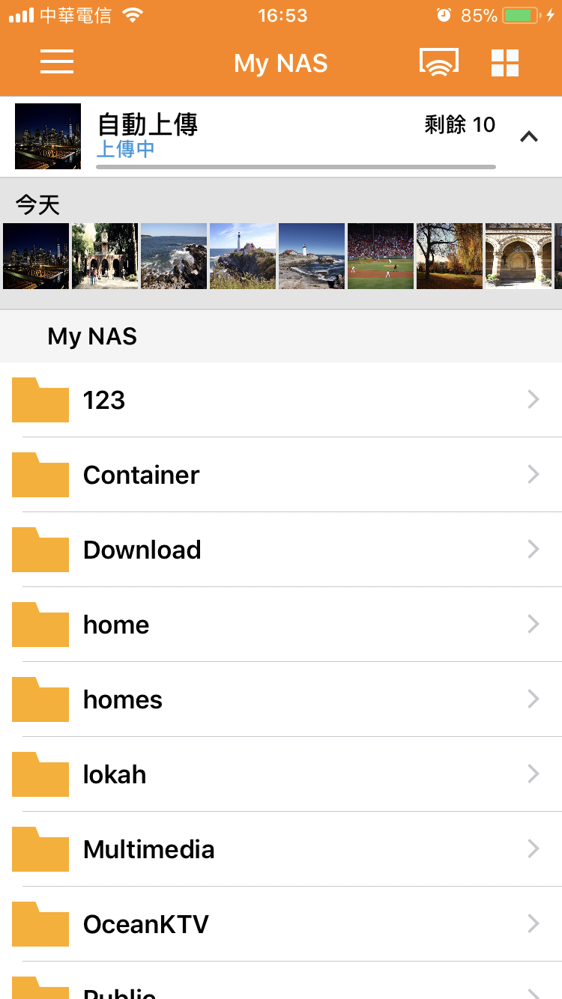 中華電信 16:53 85%
My NAS
自動上傳 剩餘 10
上傳中
今天
My NAS
123
Container
Download
home
homes
lokah
Multimedia
OceanKTV
Public